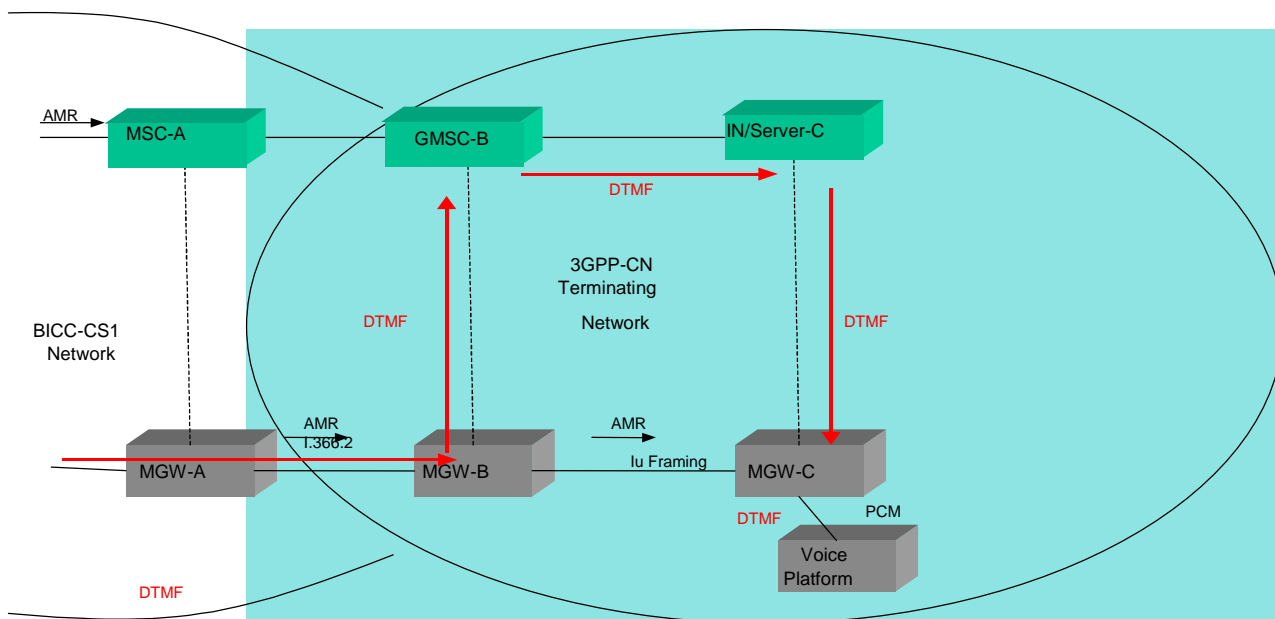 AMR
MSC-A
GMSC-B
IN/Server-C
DTMF
3GPP-CN
Terminating
Network
DTMF
DTMF
BICC-CS1
Network
AMR
I.366.2
AMR
Iu Framing
MGW-A
MGW-B
MGW-C
DTMF
PCM
Voice
Platform
DTMF